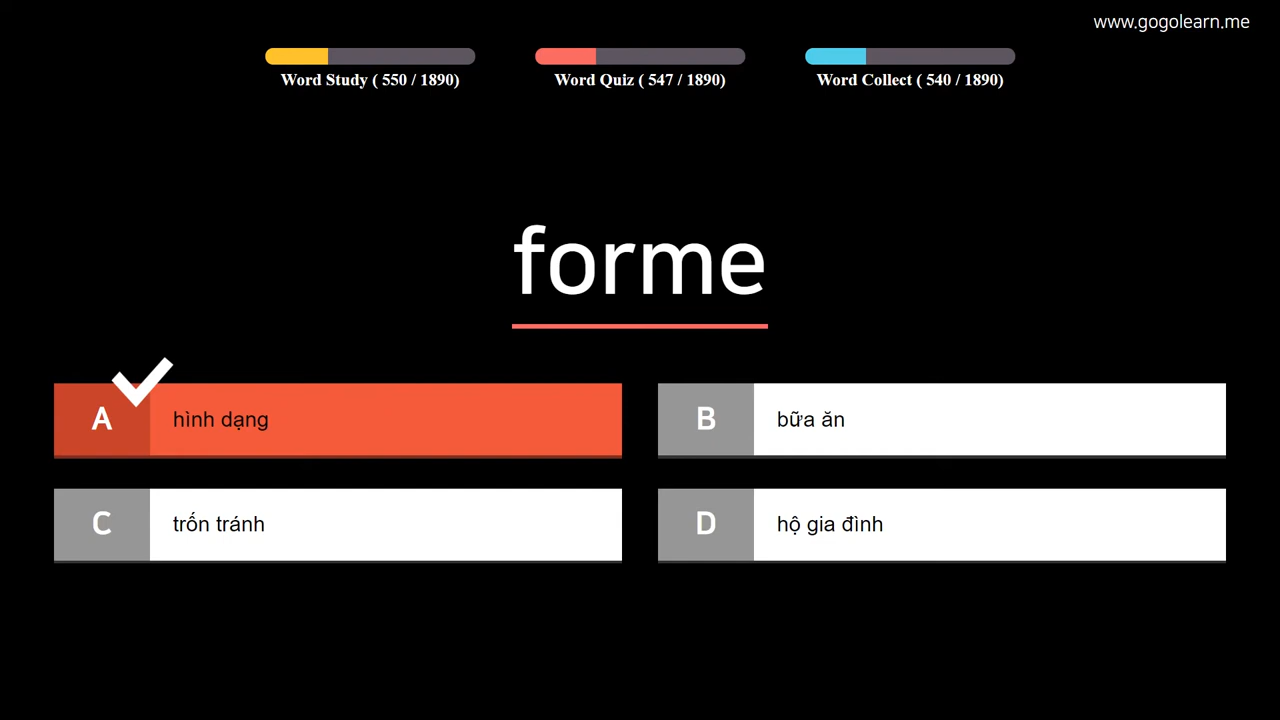 www.gogolearn.me
Word Study ( 550 / 1890)
Word Quiz ( 547 / 1890)
Word Collect ( 540 / 1890)
forme
A hình dạng
B bữa ăn
C trốn tránh
D hộ gia đình